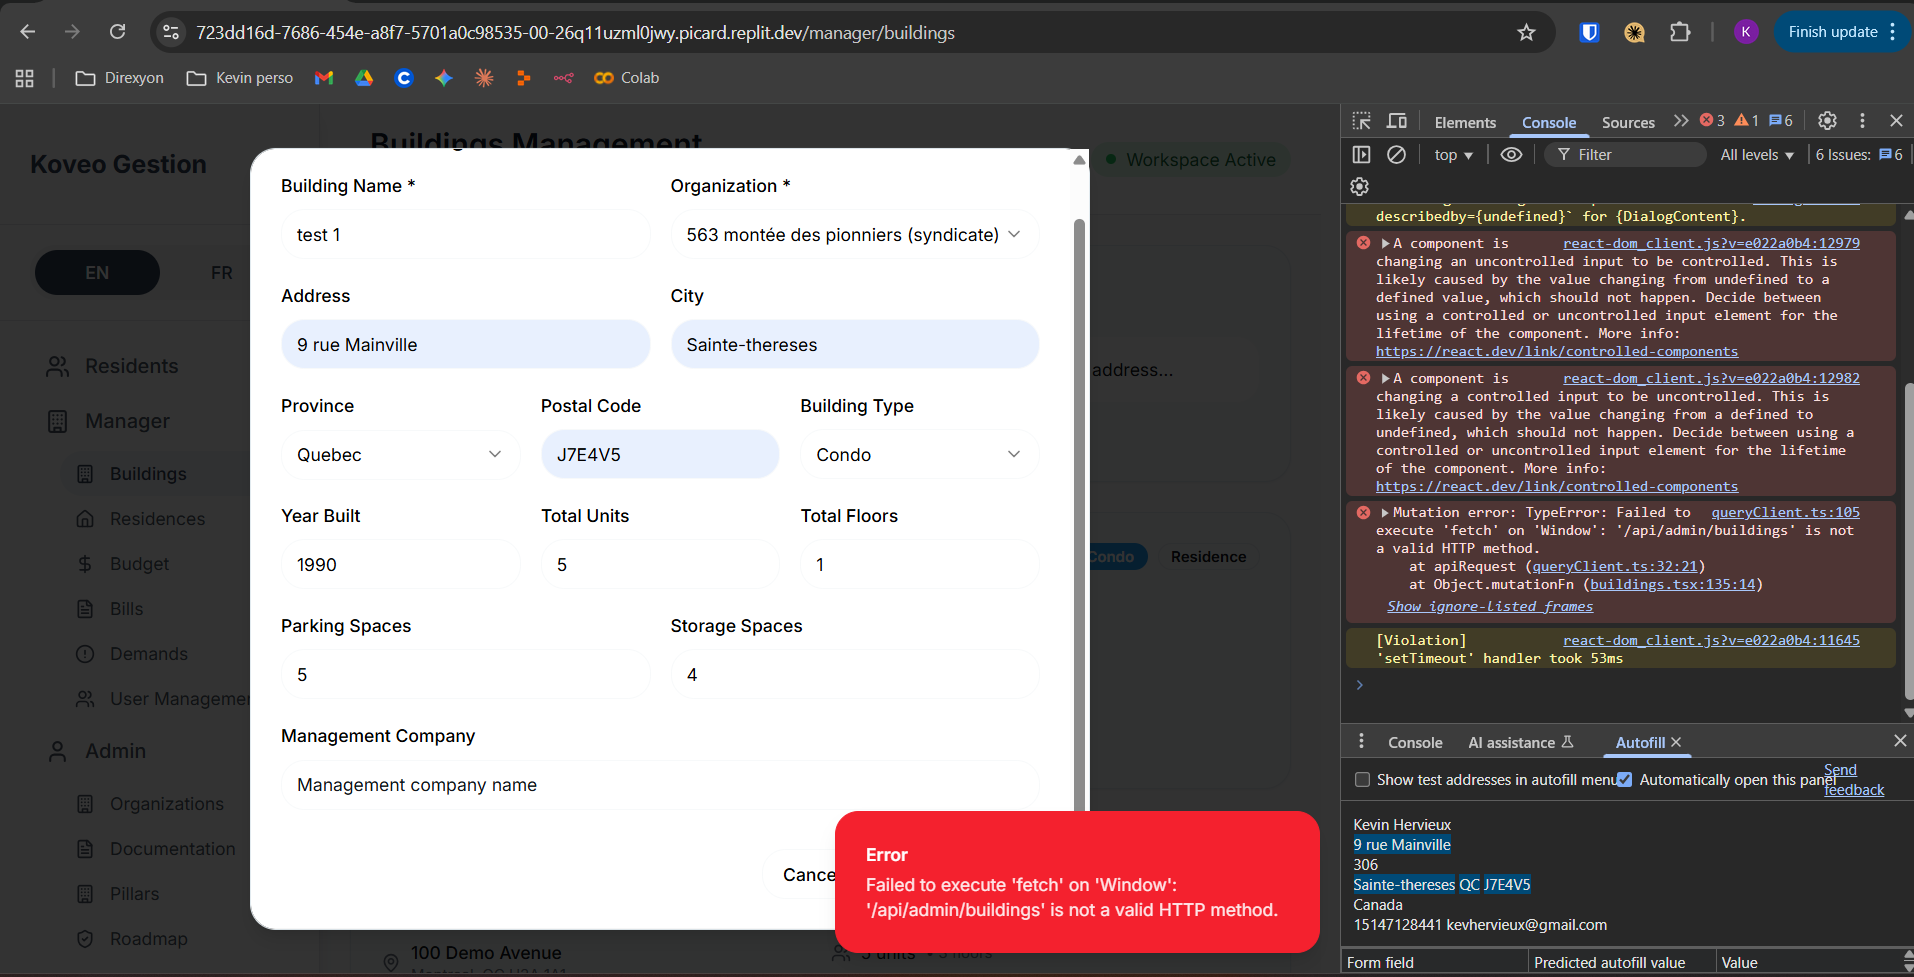 723dd16d-7686-454e-a8f7-5701a0c98535-00-26q11uzml0jwy.picard.replit.dev/manager/buildings
K
Finish update
Direxyon
Kevin perso
Colab
Koveo Gestion
EN
FR
Residents
Manager
Buildings
Residences
Budget
Bills
Demands
User Managemen
Admin
Organizations
Documentation
Pillars
Roadmap
Buildings Management
Workspace Active
address...
Condo
Residence
Building Name *
Organization *
test 1
563 montée des pionniers (syndicate)
Address
City
9 rue Mainville
Sainte-thereses
Province
Postal Code
Building Type
Quebec
J7E4V5
Condo
Year Built
Total Units
Total Floors
1990
5
1
Parking Spaces
Storage Spaces
5
4
Management Company
Management company name
Cance
Error
Failed to execute 'fetch' on 'Window':
'/api/admin/buildings' is not a valid HTTP method.
100 Demo Avenue
5 units
Elements
Console
Sources
3
1
6
top
Filter
All levels
6 Issues:
6
describedby={undefined}` for {DialogContent}.
A component is react-dom_client.js?v=e022a0b4:12979
changing an uncontrolled input to be controlled. This is
likely caused by the value changing from undefined to a
defined value, which should not happen. Decide between
using a controlled or uncontrolled input element for the
lifetime of the component. More info:
https://react.dev/link/controlled-components
A component is react-dom_client.js?v=e022a0b4:12982
changing a controlled input to be uncontrolled. This is
likely caused by the value changing from a defined to
undefined, which should not happen. Decide between using a
controlled or uncontrolled input element for the lifetime
of the component. More info:
https://react.dev/link/controlled-components
Mutation error: TypeError: Failed to queryClient.ts:105
execute 'fetch' on 'Window': '/api/admin/buildings' is not
a valid HTTP method.
at apiRequest (queryClient.ts:32:21)
at Object.mutationFn (buildings.tsx:135:14)
Show ignore-listed frames
[Violation] react-dom_client.js?v=e022a0b4:11645
'setTimeout' handler took 53ms
Console
AI assistance
Autofill
Show test addresses in autofill menu
Automatically open this panel
Send
feedback
Kevin Hervieux
9 rue Mainville
306
Sainte-thereses QC J7E4V5
Canada
15147128441 kevhervieux@gmail.com
Form field
Predicted autofill value
Value